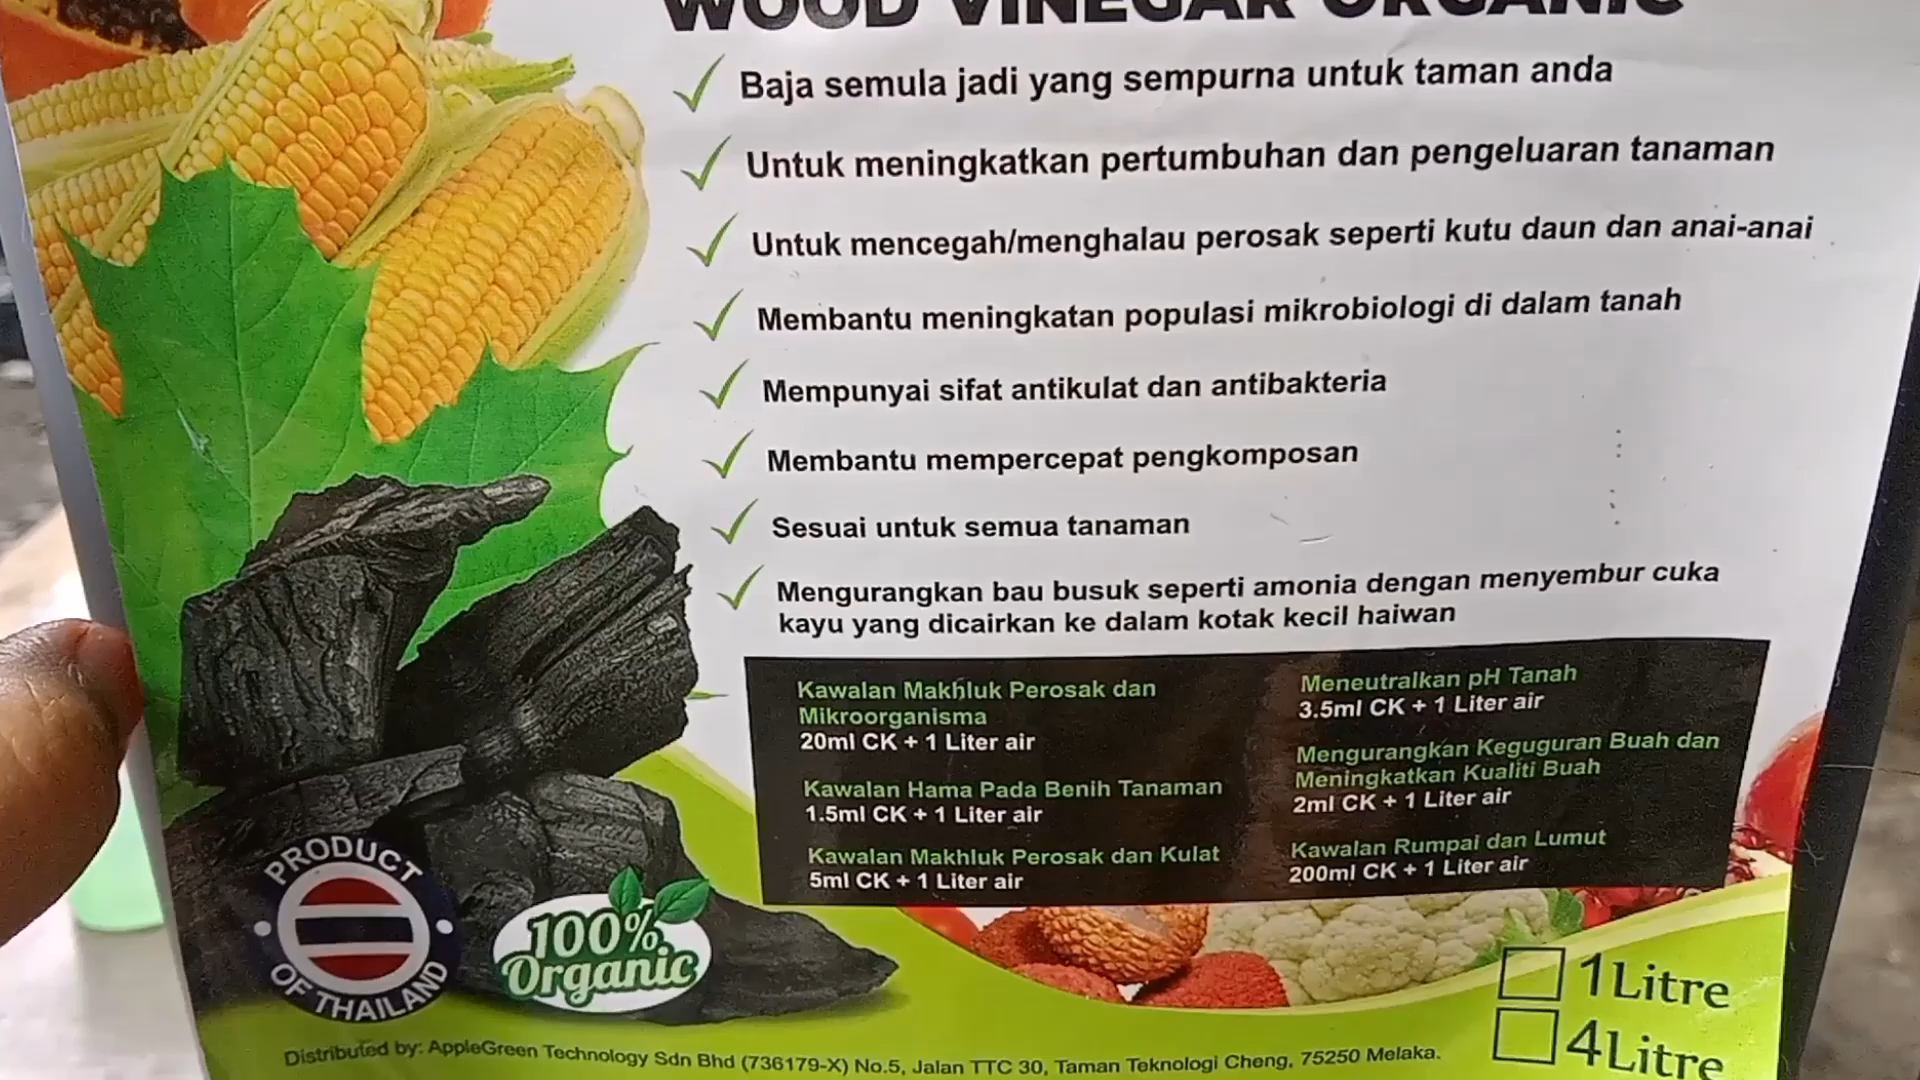 WOOD VINEGAR ORGANIC
Baja semula jadi yang sempurna untuk taman anda
Untuk meningkatkan pertumbuhan dan pengeluaran tanaman
Untuk mencegah/menghalau perosak seperti kutu daun dan anai-anai
Membantu meningkatan populasi mikrobiologi di dalam tanah
Mempunyai sifat antikulat dan antibakteria
Membantu mempercepat pengkomposan
Sesuai untuk semua tanaman
Mengurangkan bau busuk seperti amonia dengan menyembur cuka
kayu yang dicairkan ke dalam kotak kecil haiwan
Kawalan Makhluk Perosak dan
Mikroorganisma
20ml CK + 1 Liter air
Kawalan Hama Pada Benih Tanaman
1.5ml CK + 1 Liter air
Kawalan Makhluk Perosak dan Kulat
5ml CK + 1 Liter air
Meneutralkan pH Tanah
3.5ml CK + 1 Liter air
Mengurangkan Keguguran Buah dan
Meningkatkan Kualiti Buah
2ml CK + 1 Liter air
Kawalan Rumpai dan Lumut
200ml CK + 1 Liter air
PRODUCT
OF THAILAND
100%
Organic
1Litre
4Litre
Distributed by: AppleGreen Technology Sdn Bhd (736179-X) No.5, Jalan TTC 30, Taman Teknologi Cheng, 75250 Melaka.